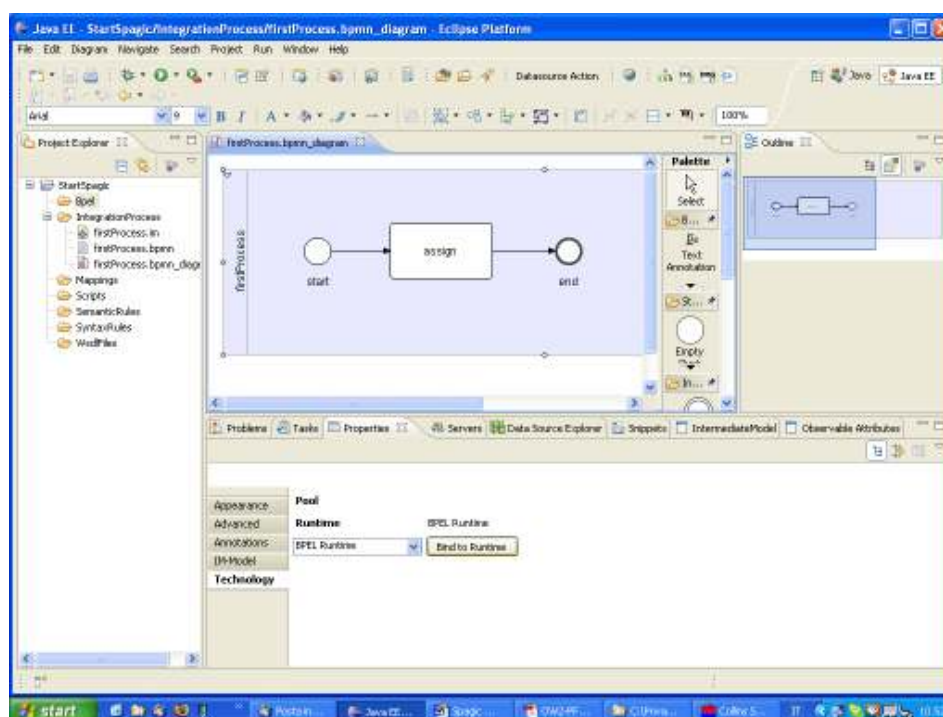 Java EE - StartSpagic/IntegrationProcess/firstProcess.bpmn_diagram - Eclipse Platform
File Edit Diagram Navigate Search Project Run Window Help
Datasource Action
Java
Java EE
Arial
9
B I A
100%
Project Explorer
firstProcess.bpmn_diagram
Outline
StartSpagic
Bpel
IntegrationProcess
firstProcess.im
firstProcess.bpmn
firstProcess.bpmn_diagr
Mappings
Scripts
SemanticRules
SyntaxRules
WsdlFiles
firstProcess
start
assign
end
Palette
Select
B...
Text
Annotation
St...
Empty
In...
Problems Tasks Properties Servers Data Source Explorer Snippets IntermediateModel Observable Attributes
Appearance
Advanced
Annotations
IM-Model
Technology
Pool
Runtime
BPEL Runtime
BPEL Runtime
Bind to Runtime
start
Java EE...
IT